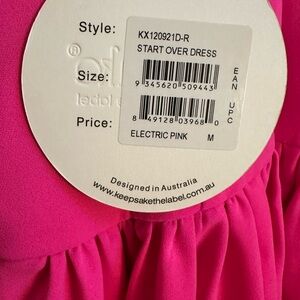 Style: KX120921D-R
START OVER DRESS
Size:
9 345620 509443
EAN
Price:
8 49128 03968 0
UPC
ELECTRIC PINK M
Designed in Australia
www.keepsakethelabel.com.au